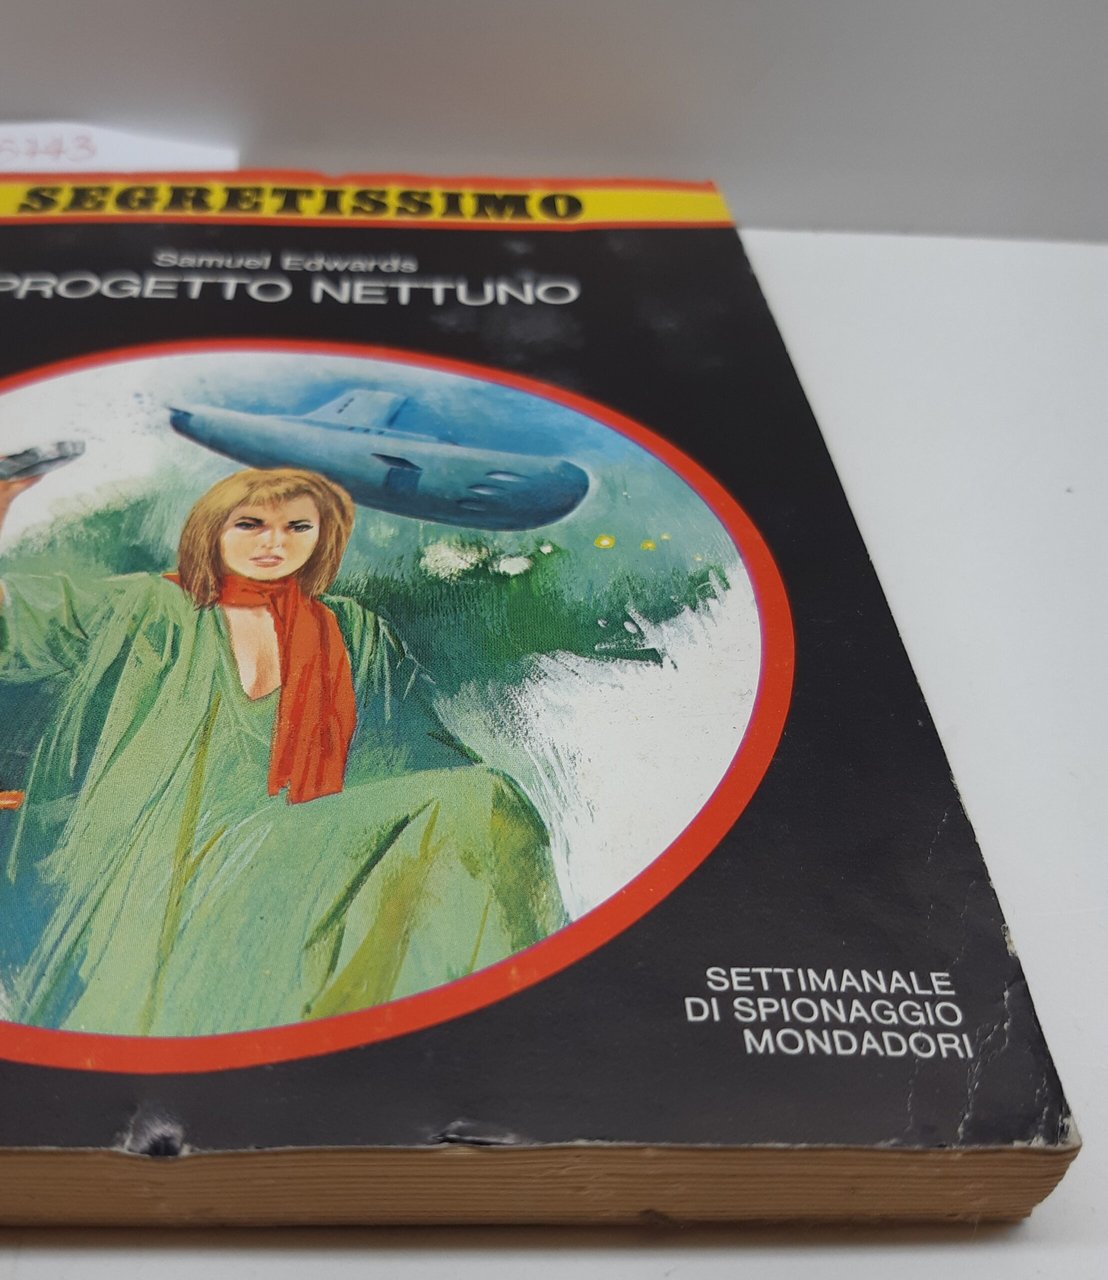 SEGRETISSIMO
Samuel Edwards
PROGETTO NETTUNO
SETTIMANALE
DI SPIONAGGIO
MONDADORI